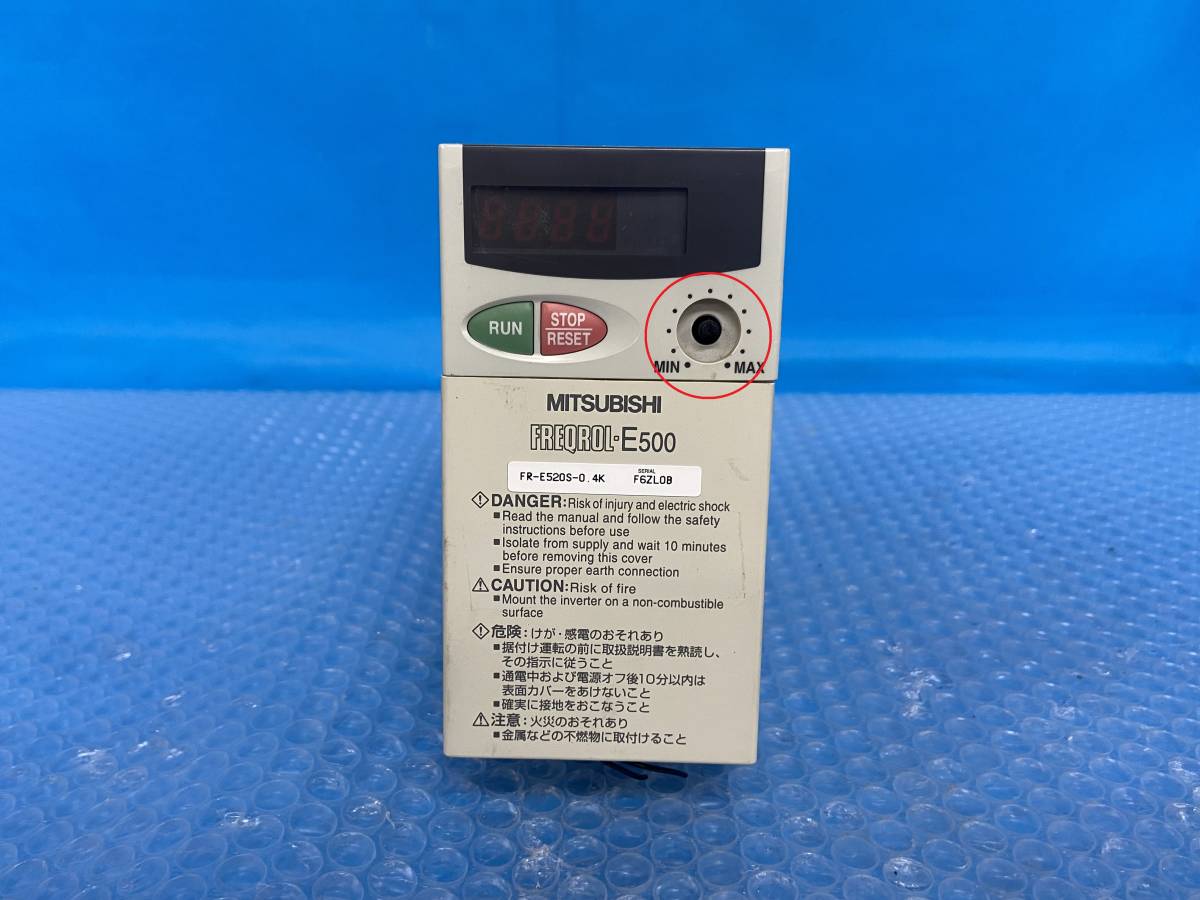 RUN
STOP
RESET
MIN
MAX
MITSUBISHI
FREQROL-E500
FR-E520S-0.4K
SERIAL
F6ZL0B
DANGER:Risk of injury and electric shock
■Read the manual and follow the safety
instructions before use
■Isolate from supply and wait 10 minutes
before removing this cover
■Ensure proper earth connection
CAUTION:Risk of fire
■Mount the inverter on a non-combustible
surface
危険:けが・感電のおそれあり
■据付け運転の前に取扱説明書を熟読し、
その指示に従うこと
■通電中および電源オフ後10分以内は
表面カバーをあけないこと
■確実に接地をおこなうこと
注意:火災のおそれあり
■金属などの不燃物に取付けること